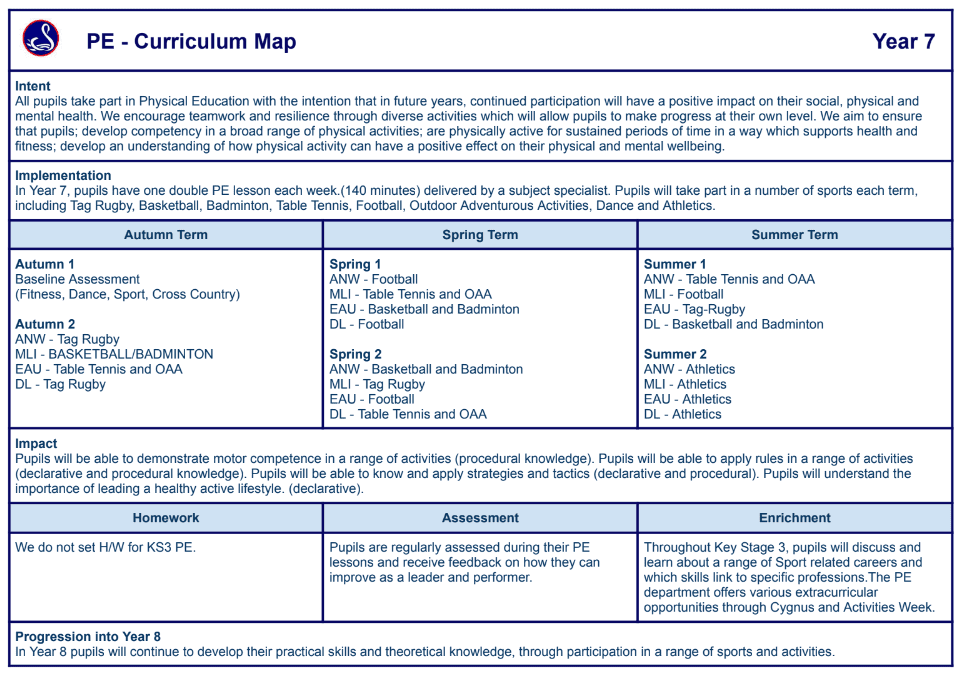 PE - Curriculum Map
Year 7
Intent
All pupils take part in Physical Education with the intention that in future years, continued participation will have a positive impact on their social, physical and
mental health. We encourage teamwork and resilience through diverse activities which will allow pupils to make progress at their own level. We aim to ensure
that pupils; develop competency in a broad range of physical activities; are physically active for sustained periods of time in a way which supports health and
fitness; develop an understanding of how physical activity can have a positive effect on their physical and mental wellbeing.
Implementation
In Year 7, pupils have one double PE lesson each week.(140 minutes) delivered by a subject specialist. Pupils will take part in a number of sports each term,
including Tag Rugby, Basketball, Badminton, Table Tennis, Football, Outdoor Adventurous Activities, Dance and Athletics.
Autumn Term
Spring Term
Summer Term
Autumn 1
Baseline Assessment
(Fitness, Dance, Sport, Cross Country)
Autumn 2
ANW - Tag Rugby
MLI - BASKETBALL/BADMINTON
EAU - Table Tennis and OAA
DL - Tag Rugby
Spring 1
ANW - Football
MLI - Table Tennis and OAA
EAU - Basketball and Badminton
DL - Football
Spring 2
ANW - Basketball and Badminton
MLI - Tag Rugby
EAU - Football
DL - Table Tennis and OAA
Summer 1
ANW - Table Tennis and OAA
MLI - Football
EAU - Tag-Rugby
DL - Basketball and Badminton
Summer 2
ANW - Athletics
MLI - Athletics
EAU - Athletics
DL - Athletics
Impact
Pupils will be able to demonstrate motor competence in a range of activities (procedural knowledge). Pupils will be able to apply rules in a range of activities
(declarative and procedural knowledge). Pupils will be able to know and apply strategies and tactics (declarative and procedural). Pupils will understand the
importance of leading a healthy active lifestyle. (declarative).
Homework
Assessment
Enrichment
We do not set H/W for KS3 PE.
Pupils are regularly assessed during their PE
lessons and receive feedback on how they can
improve as a leader and performer.
Throughout Key Stage 3, pupils will discuss and
learn about a range of Sport related careers and
which skills link to specific professions.The PE
department offers various extracurricular
opportunities through Cygnus and Activities Week.
Progression into Year 8
In Year 8 pupils will continue to develop their practical skills and theoretical knowledge, through participation in a range of sports and activities.